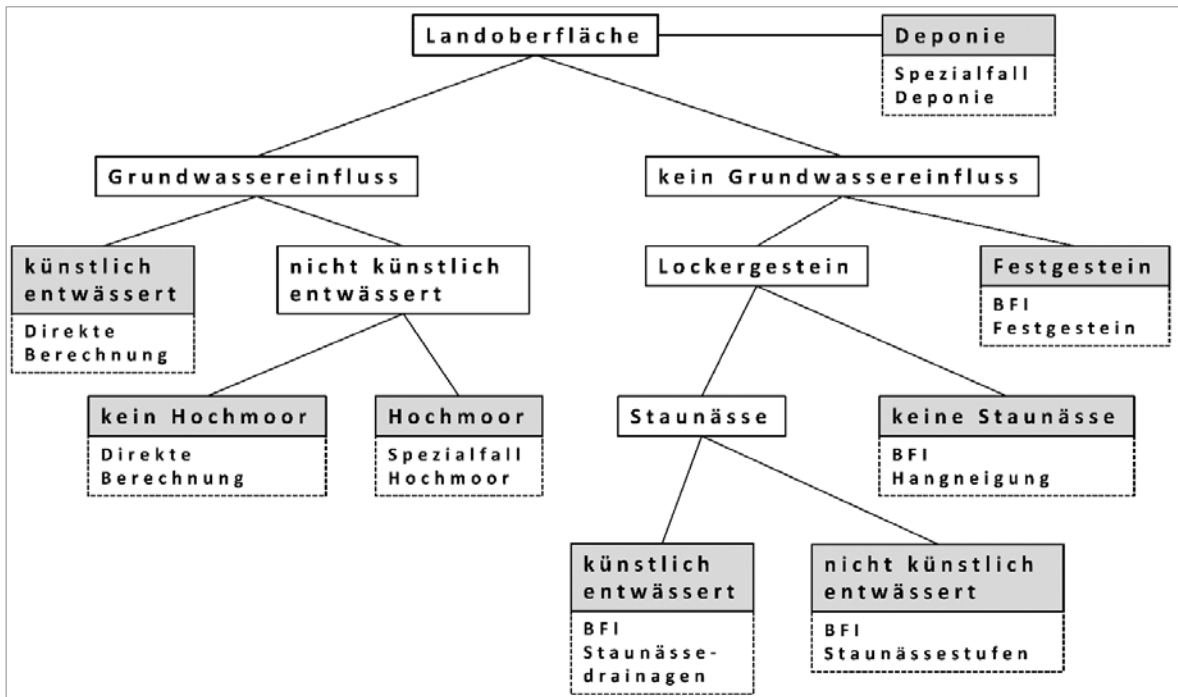 Landoberfläche
Deponie
Spezialfall
Deponie
Grundwassereinfluss
kein Grundwassereinfluss
künstlich
entwässert
Direkte
Berechnung
nicht künstlich
entwässert
Lockergestein
Festgestein
BFI
Festgestein
kein Hochmoor
Direkte
Berechnung
Hochmoor
Spezialfall
Hochmoor
Staunässe
keine Staunässe
BFI
Hangneigung
künstlich
entwässert
BFI
Staunässe-
drainagen
nicht künstlich
entwässert
BFI
Staunässestufen